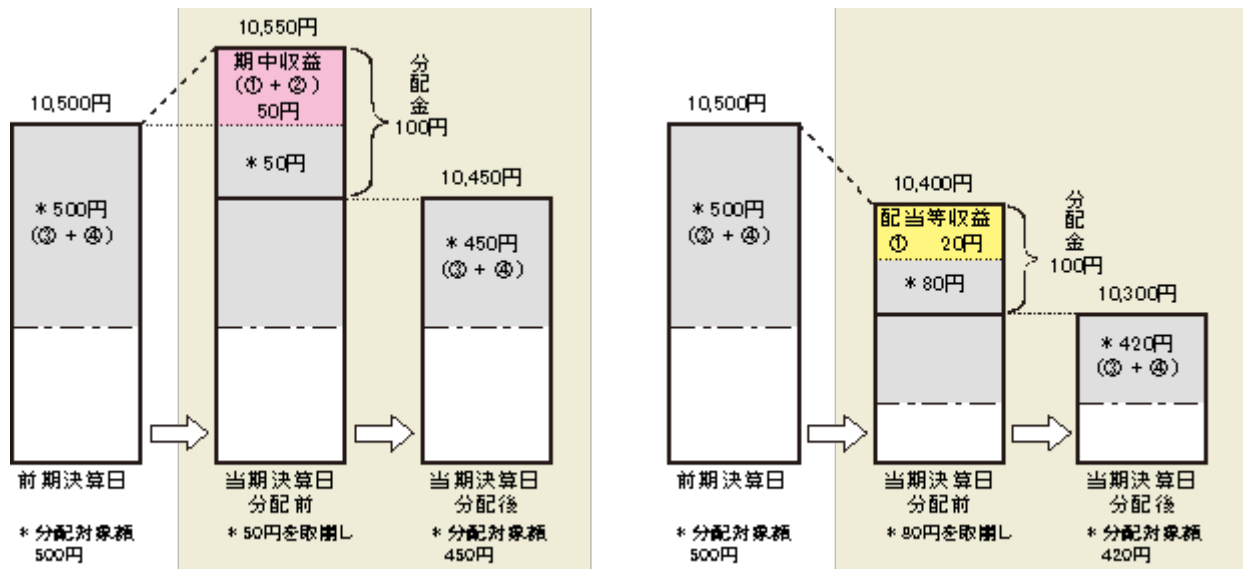 10,550円
期中収益
(① + ②)
50円
分配金
100円
10,500円
*50円
10,450円
*500円
(③ + ④)
*450円
(③ + ④)
前期決算日
当期決算日
分配前
当期決算日
分配後
*分配対象額
500円
*50円を取崩し
*分配対象額
450円
10,500円
10,400円
配当等収益
① 20円
分配金
100円
*500円
(③ + ④)
*80円
10,300円
*420円
(③ + ④)
前期決算日
当期決算日
分配前
当期決算日
分配後
*分配対象額
500円
*80円を取崩し
*分配対象額
420円